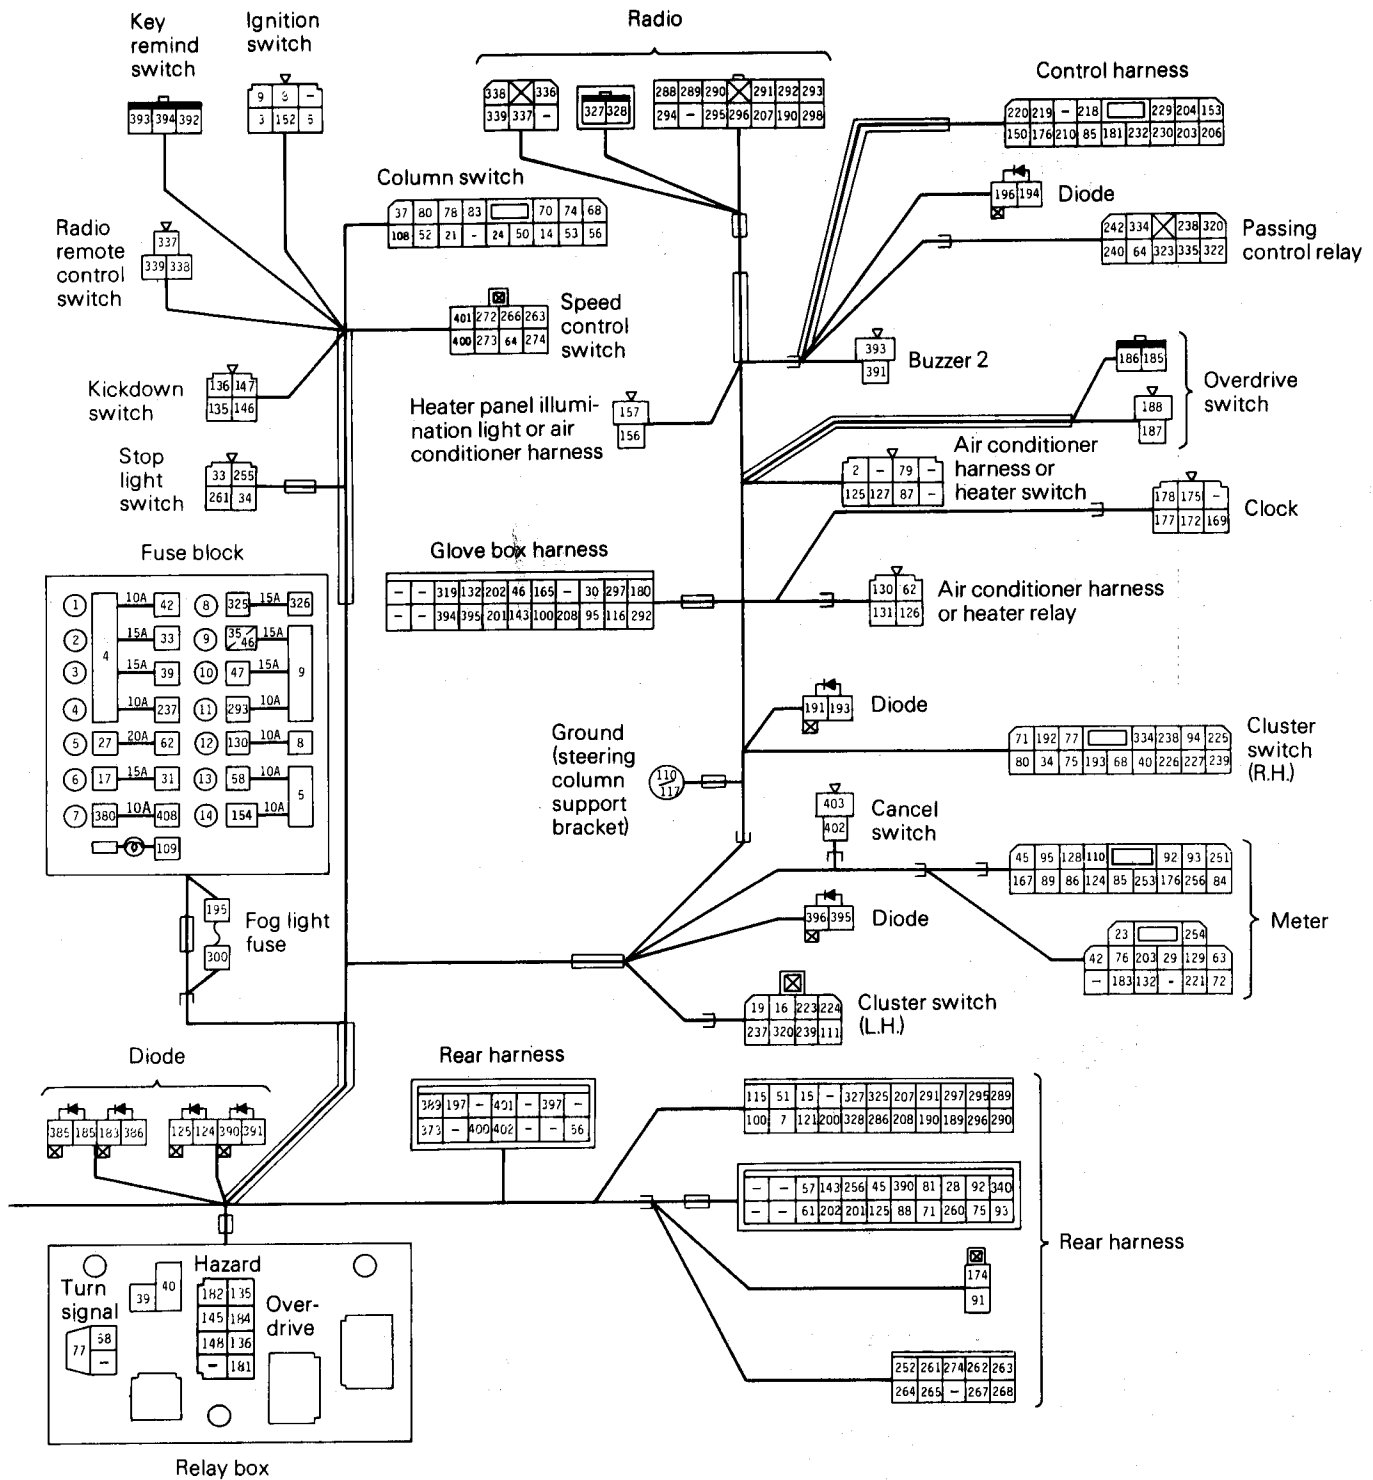 Key
remind
switch
Ignition
switch
Radio
393 394 392
9 3 -
3 152 5
338 336
339 337 -
327 328
288 289 290 291 292 293
294 - 295 296 207 190 298
Control harness
220 219 - 218 229 204 153
150 176 210 85 181 232 230 203 206
Column switch
37 80 78 83 70 74 68
108 52 21 - 24 50 14 53 56
196 194
Diode
242 334 238 320
240 64 323 335 322
Passing
control relay
Radio
remote
control
switch
337
339 338
401 272 266 263
400 273 64 274
Speed
control
switch
393
391
Buzzer 2
186 185
188
187
Overdrive
switch
Kickdown
switch
136 147
135 146
Heater panel illumi-
nation light or air
conditioner harness
157
156
Air conditioner
harness or
heater switch
2 - 79 -
125 127 87 -
Stop
light
switch
33 255
261 34
178 175 -
177 172 169
Clock
Fuse block
Glove box harness
- - 319 132 202 46 165 - 30 297 180
- - 394 395 201 143 100 208 95 116 292
130 62
131 126
Air conditioner harness
or heater relay
1 10A 42 8 325 15A 326
2 15A 33 9 35 46 15A
4
3 15A 39 10 47 15A 9
4 10A 237 11 293 10A
5 27 20A 62 12 130 10A 8
6 17 15A 31 13 58 10A
5
7 380 10A 408 14 154 10A
109
191 193
Diode
Ground
(steering
column
support
bracket)
110
117
71 192 77 334 238 94 225
80 34 75 193 68 40 226 227 239
Cluster
switch
(R.H.)
403
402
Cancel
switch
45 95 128 110 92 93 251
167 89 86 124 85 253 176 256 84
396 395
Diode
23 254
42 76 203 29 129 63
- 183 132 - 221 72
Meter
195
300
Fog light
fuse
19 16 223 224
237 320 239 111
Cluster switch
(L.H.)
Diode
385 185 183 386
125 124 390 391
Rear harness
389 197 - 401 - 397 -
373 - 400 402 - - 56
115 51 15 - 327 325 207 291 297 295 289
100 7 121 200 328 286 208 190 189 296 290
- - 57 143 256 45 390 81 28 92 340
- - 61 202 201 125 88 71 260 75 93
174
91
Rear harness
252 261 274 262 263
264 265 - 267 268
Turn
signal
39 40
77 58
-
Hazard
182 135
145 184
148 136
- 181
Over-
drive
Relay box